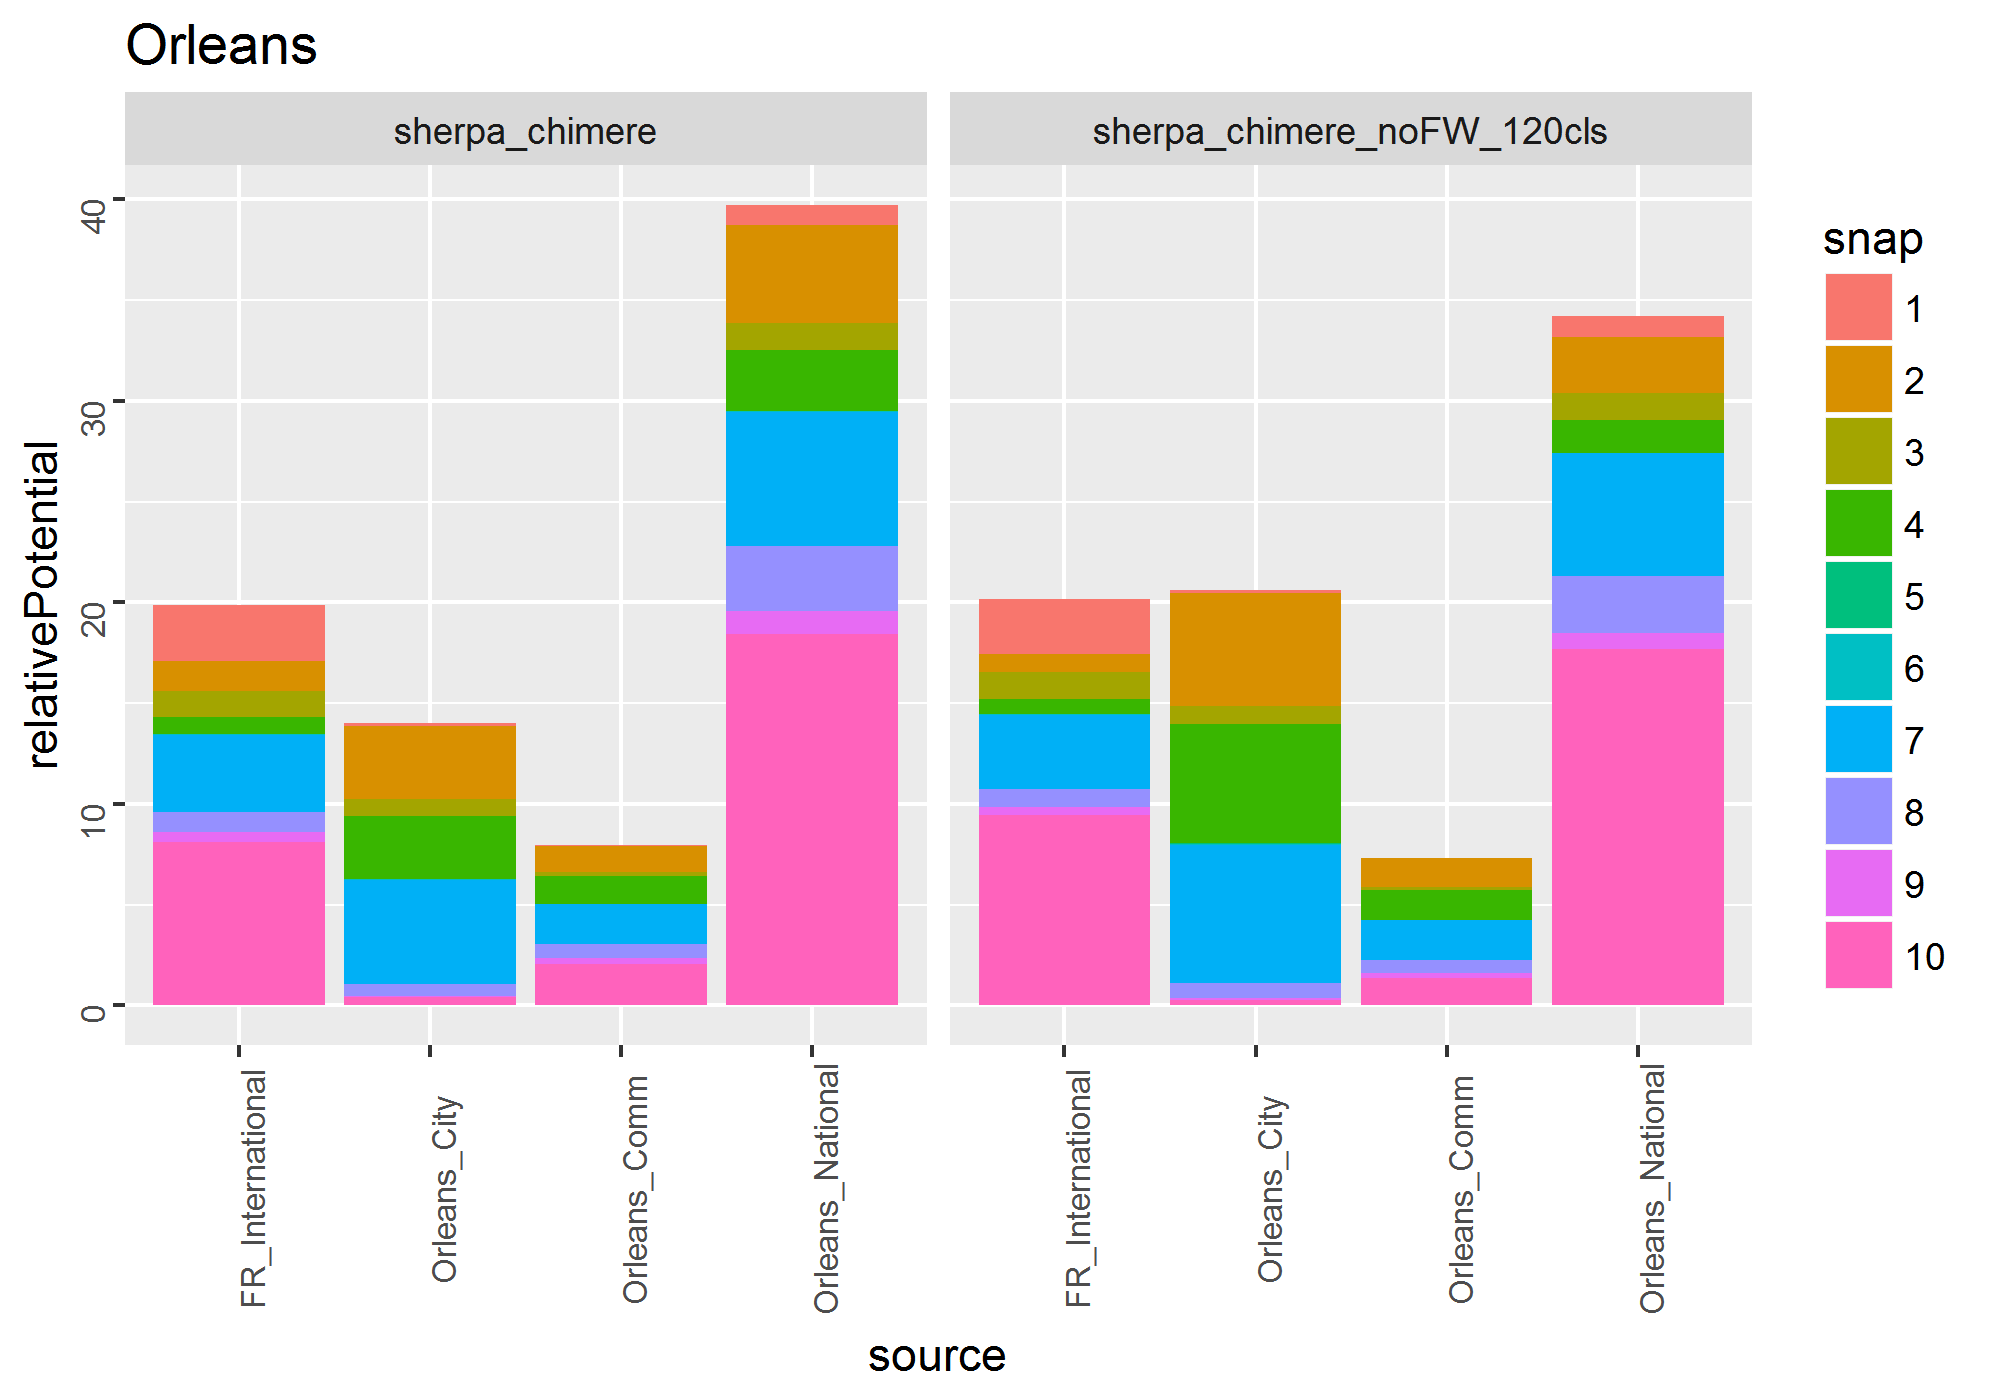 Orleans
sherpa_chimere
sherpa_chimere_noFW_120cls
relativePotential
40
30
20
10
0
FR_International
Orleans_City
Orleans_Comm
Orleans_National
FR_International
Orleans_City
Orleans_Comm
Orleans_National
source
snap
1
2
3
4
5
6
7
8
9
10